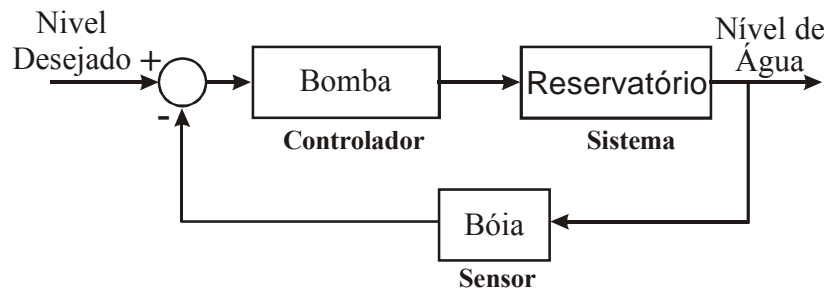 Nivel
Desejado
+
-
Bomba
Controlador
Reservatório
Sistema
Nível de
Água
Bóia
Sensor